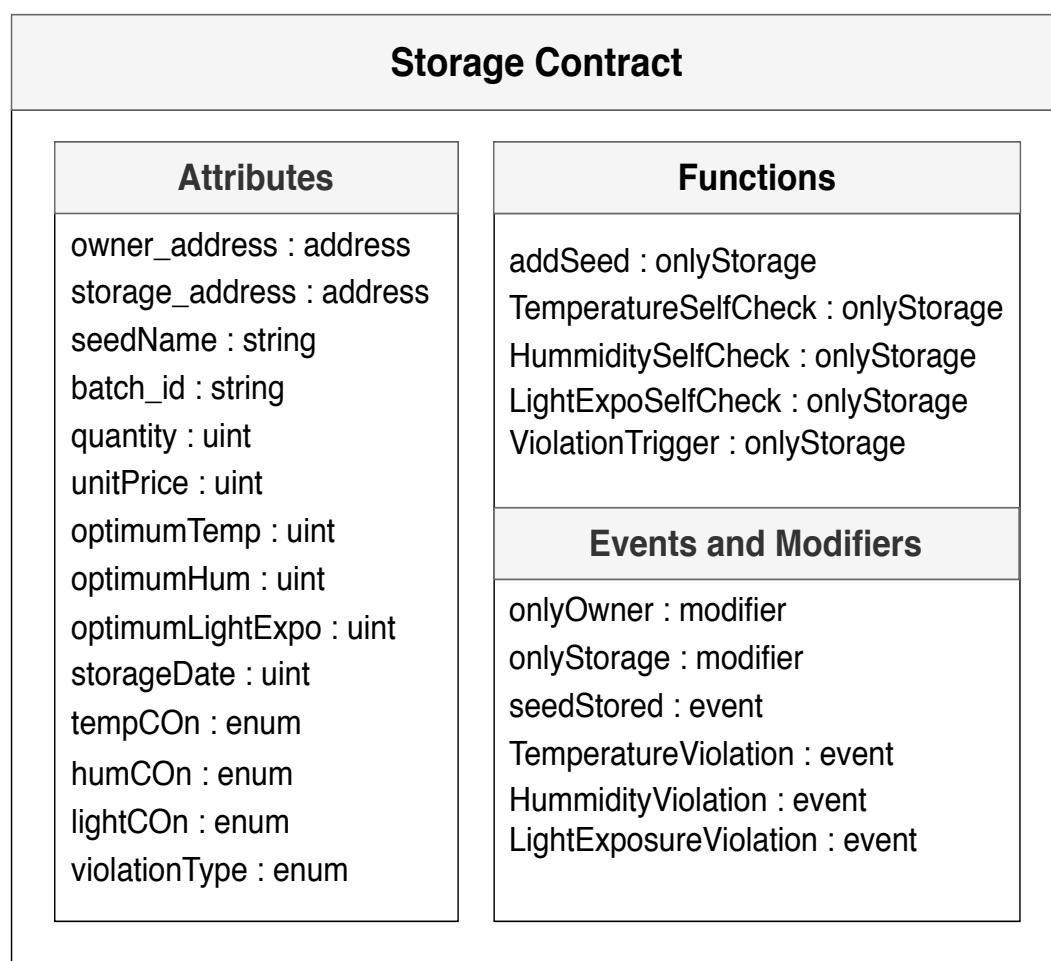 Storage Contract
Attributes
owner_address : address
storage_address : address
seedName : string
batch_id : string
quantity : uint
unitPrice : uint
optimumTemp : uint
optimumHum : uint
optimumLightExpo : uint
storageDate : uint
tempCOn : enum
humCOn : enum
lightCOn : enum
violationType : enum
Functions
addSeed : onlyStorage
TemperatureSelfCheck : onlyStorage
HummiditySelfCheck : onlyStorage
LightExpoSelfCheck : onlyStorage
ViolationTrigger : onlyStorage
Events and Modifiers
onlyOwner : modifier
onlyStorage : modifier
seedStored : event
TemperatureViolation : event
HummidityViolation : event
LightExposureViolation : event